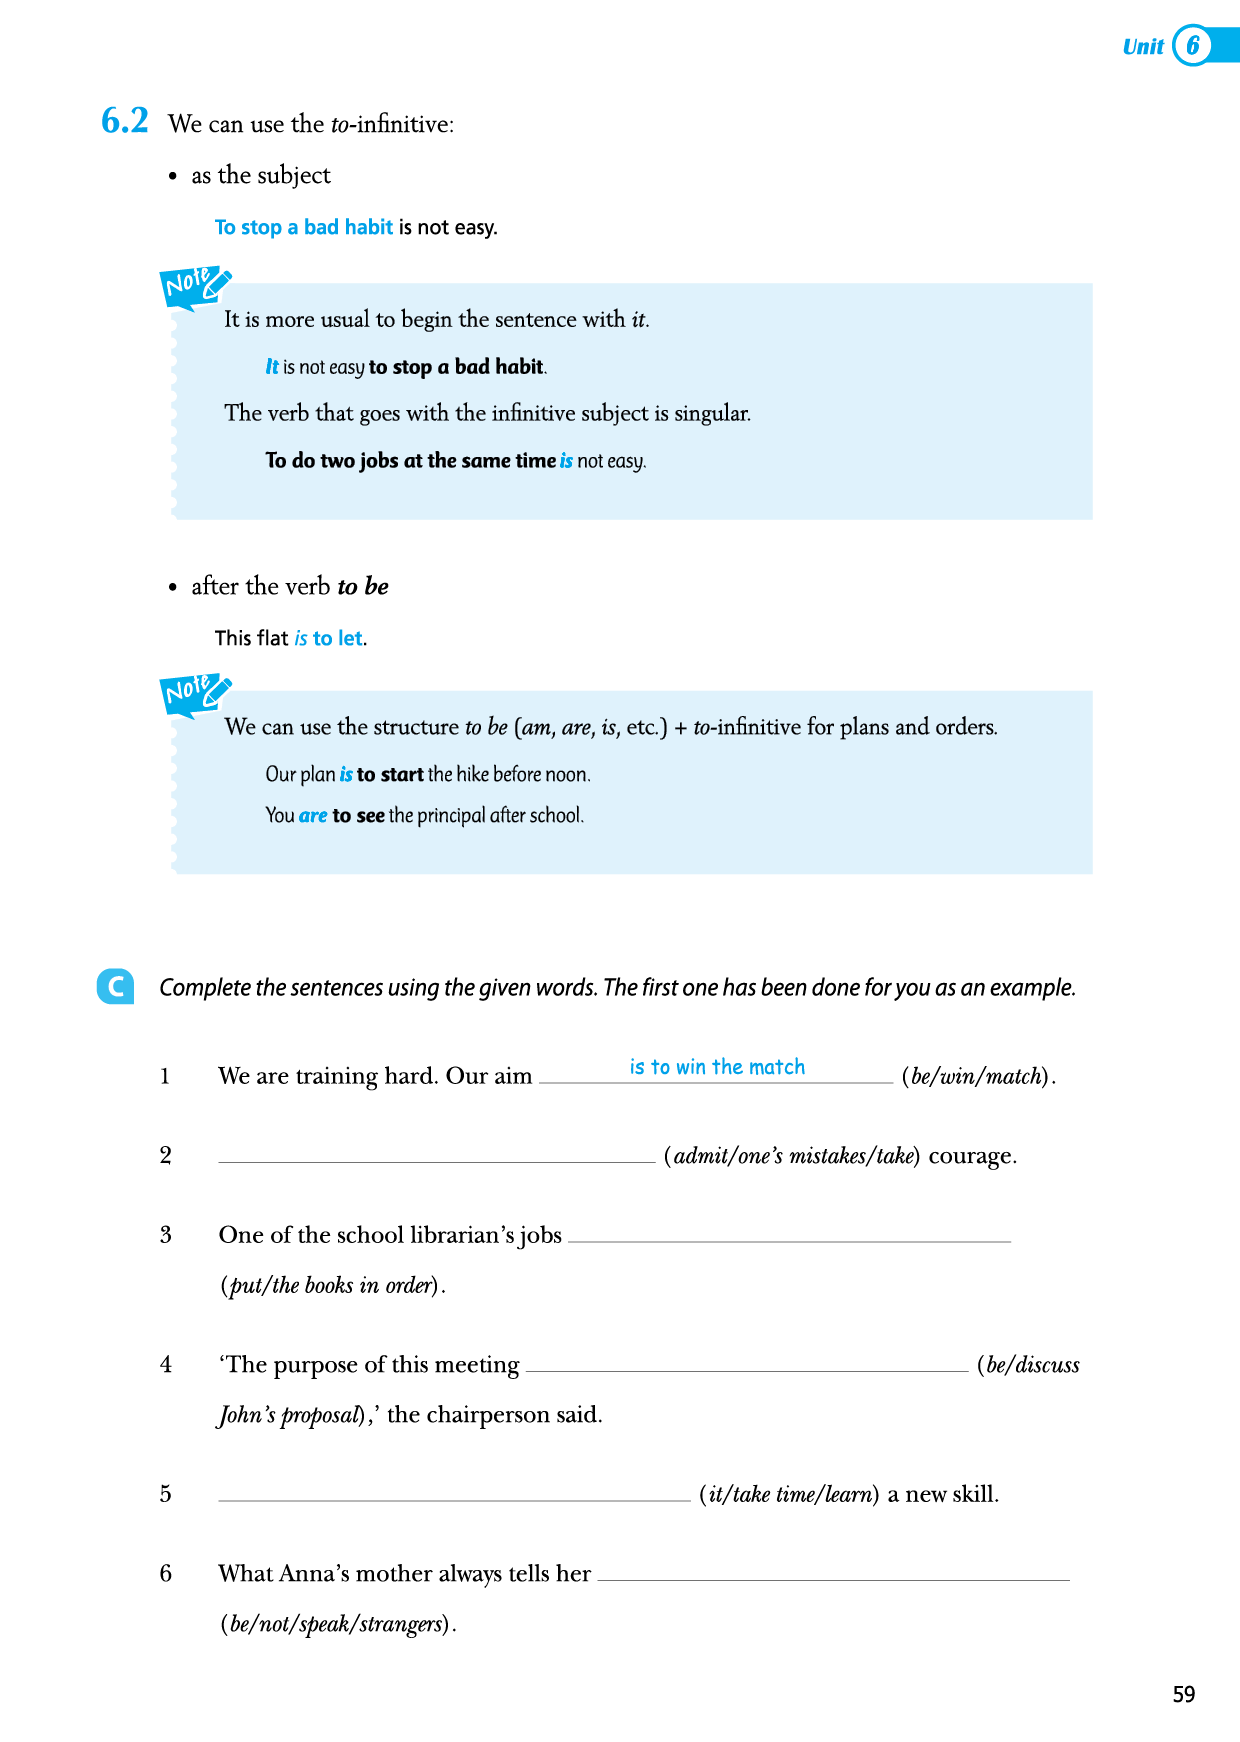 Unit 6
6.2 We can use the to-infinitive:
• as the subject
To stop a bad habit is not easy.
Note
It is more usual to begin the sentence with it.
It is not easy to stop a bad habit.
The verb that goes with the infinitive subject is singular.
To do two jobs at the same time is not easy.
• after the verb to be
This flat is to let.
Note
We can use the structure to be (am, are, is, etc.) + to-infinitive for plans and orders.
Our plan is to start the hike before noon.
You are to see the principal after school.
C Complete the sentences using the given words. The first one has been done for you as an example.
1 We are training hard. Our aim is to win the match (be/win/match).
2 (admit/one’s mistakes/take) courage.
3 One of the school librarian’s jobs
(put/the books in order).
4 ‘The purpose of this meeting (be/discuss
John’s proposal),’ the chairperson said.
5 (it/take time/learn) a new skill.
6 What Anna’s mother always tells her
(be/not/speak/strangers).
59